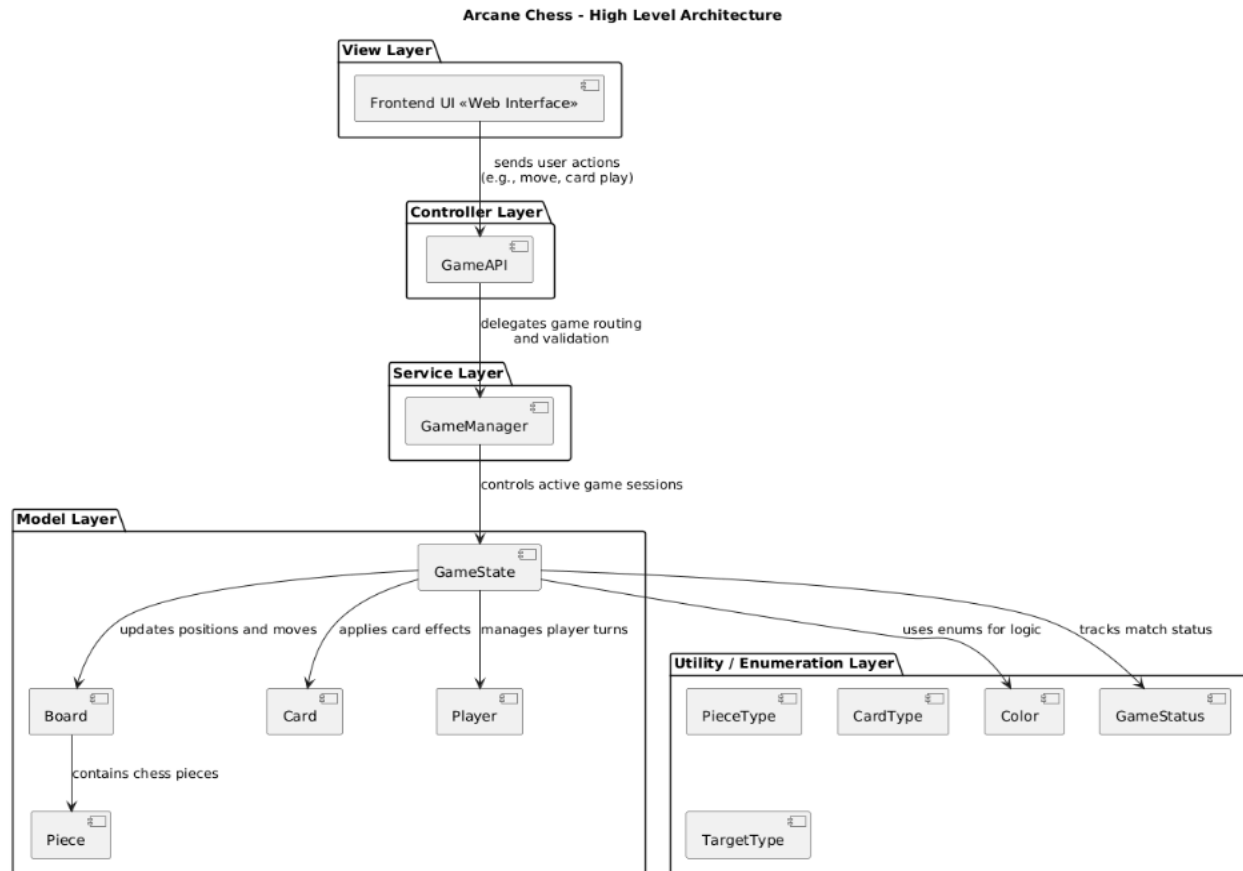 Arcane Chess - High Level Architecture
View Layer
Frontend UI «Web Interface»
sends user actions
(e.g., move, card play)
Controller Layer
GameAPI
delegates game routing
and validation
Service Layer
GameManager
controls active game sessions
Model Layer
GameState
updates positions and moves
applies card effects
manages player turns
uses enums for logic
tracks match status
Utility / Enumeration Layer
Board
Card
Player
PieceType
CardType
Color
GameStatus
contains chess pieces
Piece
TargetType